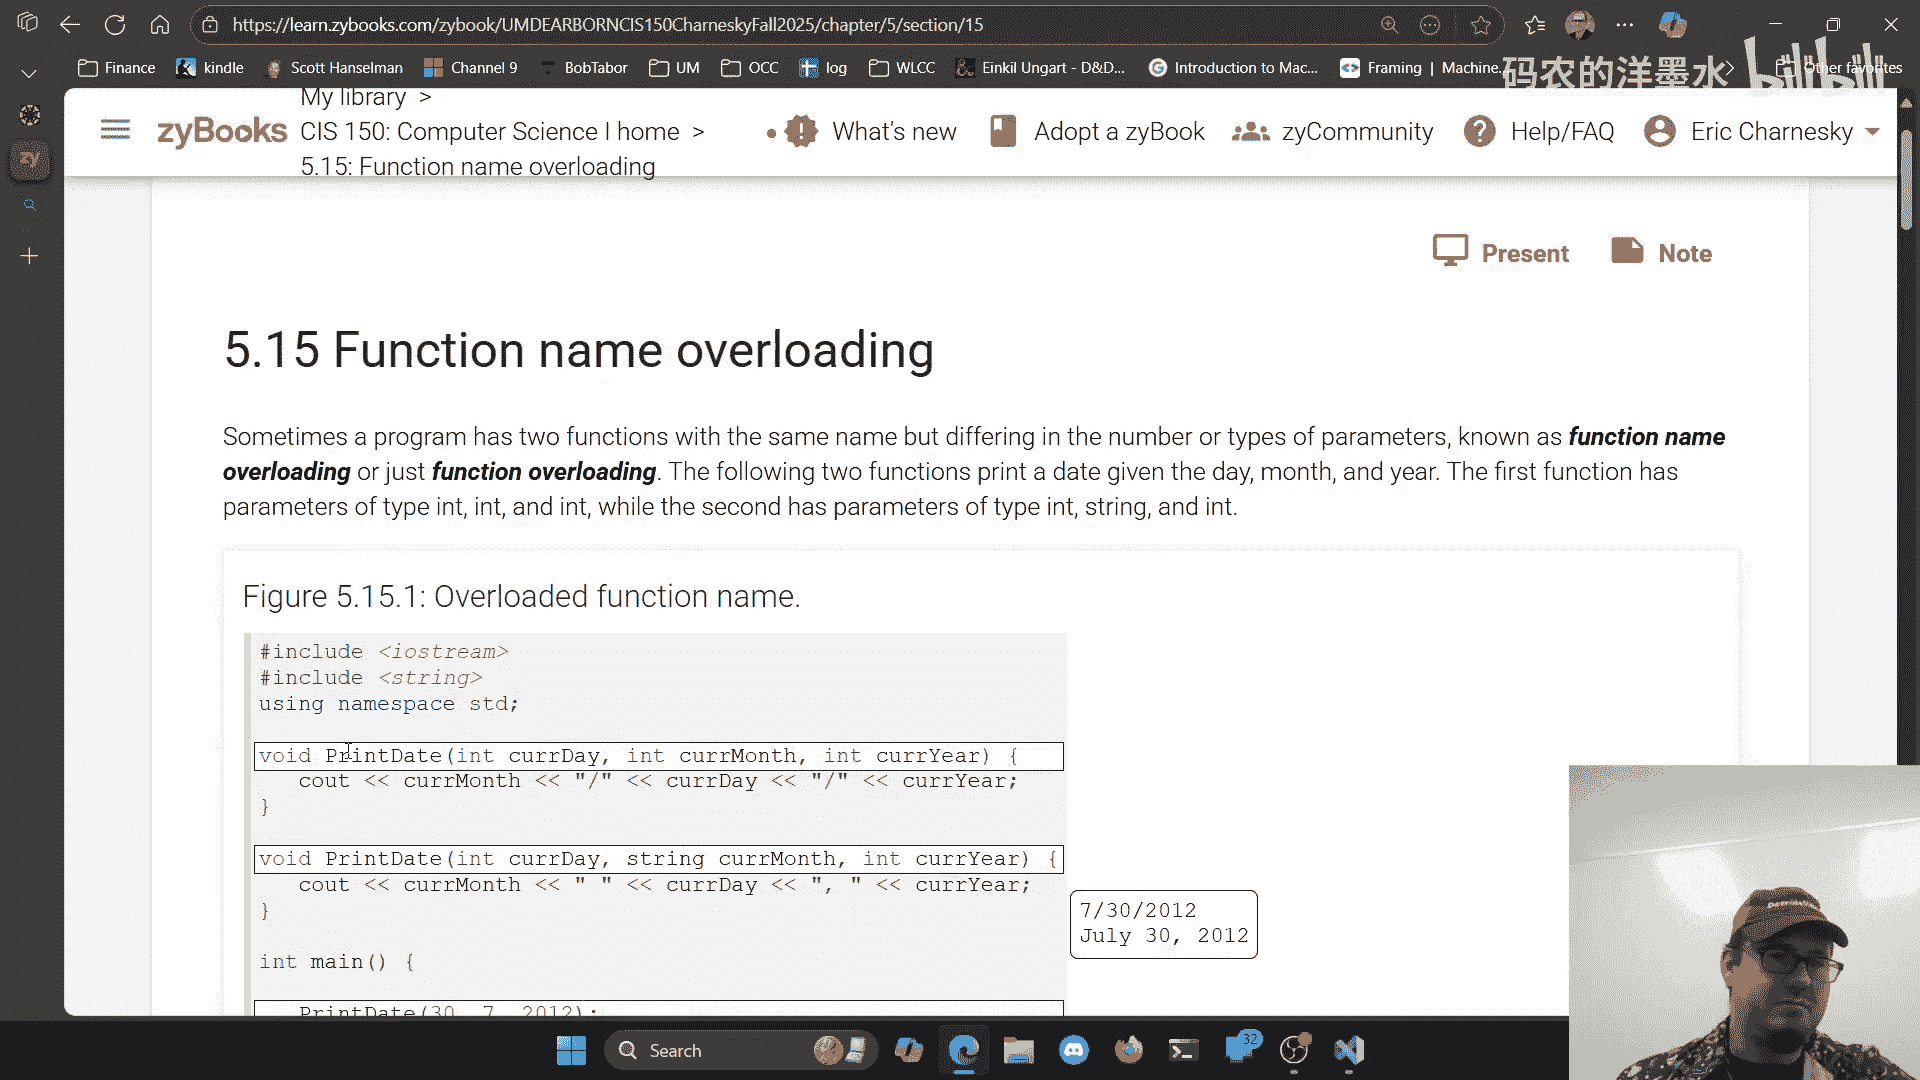 https://learn.zybooks.com/zybook/UMDEARBORNCIS150CharneskyFall2025/chapter/5/section/15
Finance
kindle
Scott Hanselman
Channel 9
BobTabor
UM
OCC
log
WLCC
Einkil Ungart - D&D...
Introduction to Mac...
Framing | Machine...
Other favorites
码农的洋墨水
bilibili
zy
zyBooks
My library >
CIS 150: Computer Science I home >
5.15: Function name overloading
What's new
Adopt a zyBook
zyCommunity
Help/FAQ
Eric Charnesky
Present
Note
5.15 Function name overloading
Sometimes a program has two functions with the same name but differing in the number or types of parameters, known as function name
overloading or just function overloading. The following two functions print a date given the day, month, and year. The first function has
parameters of type int, int, and int, while the second has parameters of type int, string, and int.
Figure 5.15.1: Overloaded function name.
#include <iostream>
#include <string>
using namespace std;
void PrintDate(int currDay, int currMonth, int currYear) {
cout << currMonth << "/" << currDay << "/" << currYear;
}
void PrintDate(int currDay, string currMonth, int currYear) {
cout << currMonth << " " << currDay << ", " << currYear;
}
int main() {
PrintDate(30, 7, 2012);
7/30/2012
July 30, 2012
Search
32